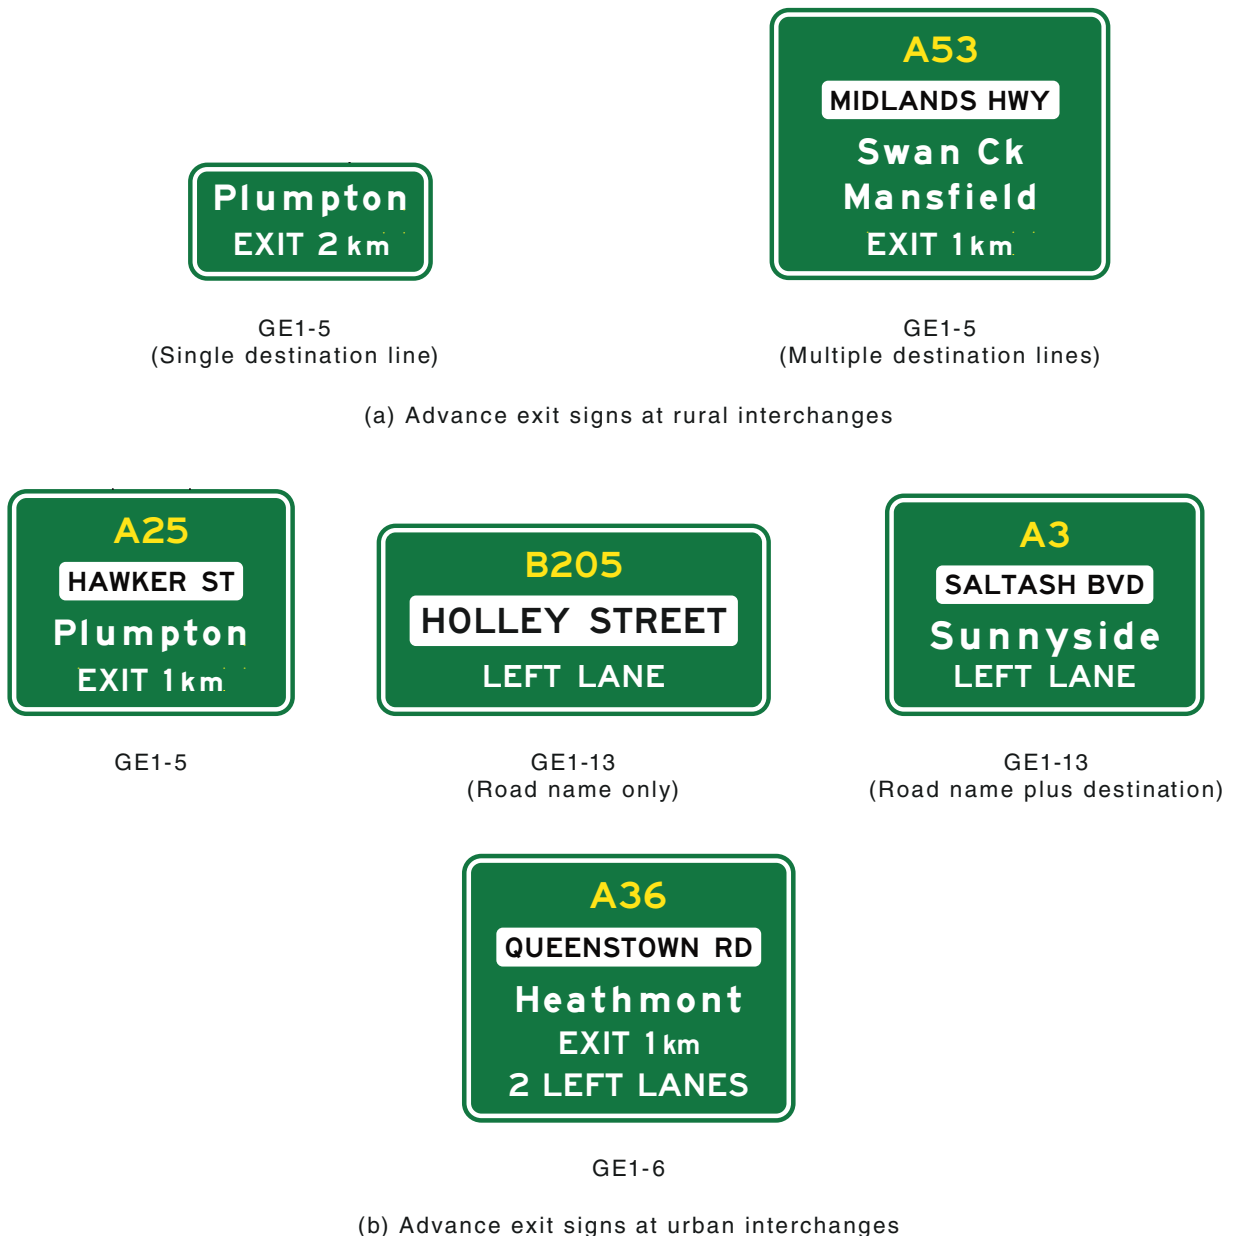 Plumpton
EXIT 2 km
GE1-5
(Single destination line)
A53
MIDLANDS HWY
Swan Ck
Mansfield
EXIT 1 km
GE1-5
(Multiple destination lines)
(a) Advance exit signs at rural interchanges
A25
HAWKER ST
Plumpton
EXIT 1 km
GE1-5
B205
HOLLEY STREET
LEFT LANE
GE1-13
(Road name only)
A3
SALTASH BVD
Sunnyside
LEFT LANE
GE1-13
(Road name plus destination)
A36
QUEENSTOWN RD
Heathmont
EXIT 1 km
2 LEFT LANES
GE1-6
(b) Advance exit signs at urban interchanges